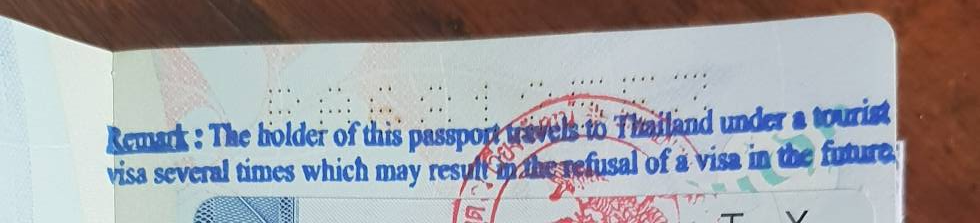 Remark : The holder of this passport travels to Thailand under a tourist
visa several times which may result in the refusal of a visa in the future.
T Y